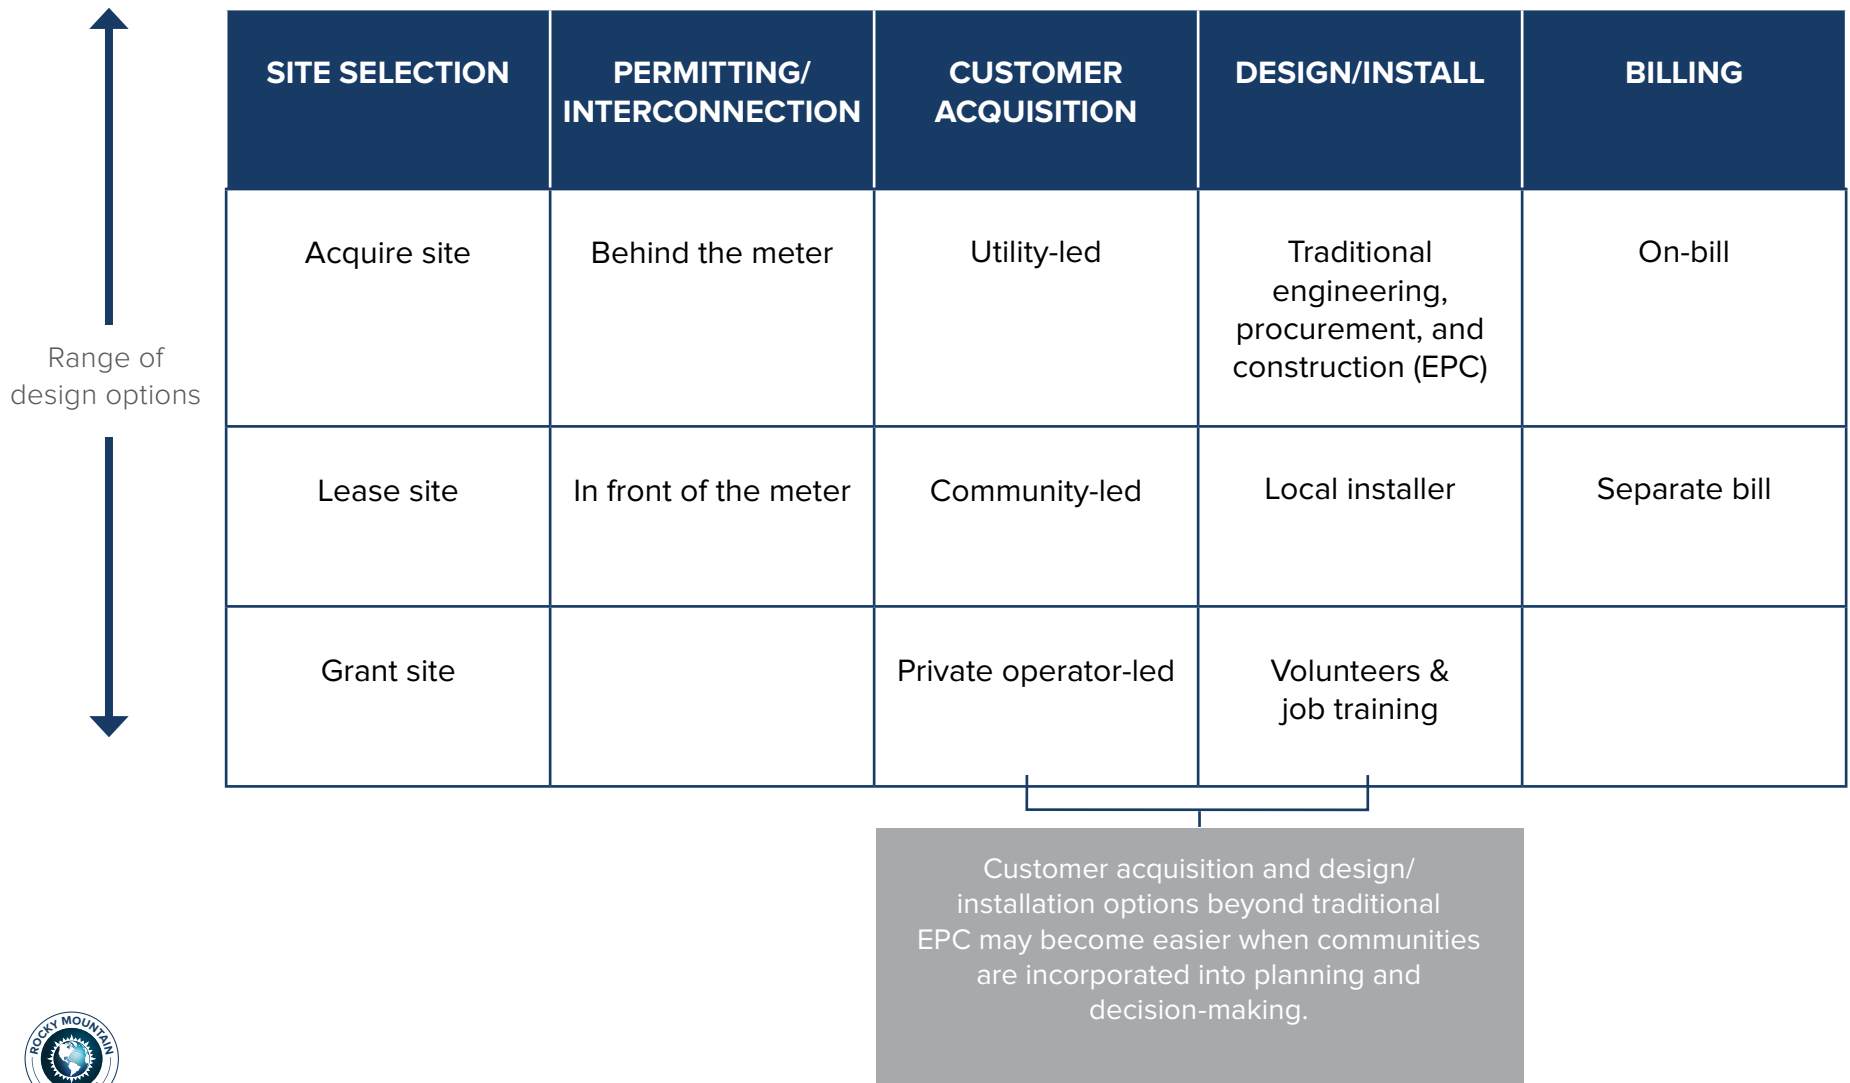 SITE SELECTION
PERMITTING/
INTERCONNECTION
CUSTOMER
ACQUISITION
DESIGN/INSTALL
BILLING
Range of
design options
Acquire site
Behind the meter
Utility-led
Traditional
engineering,
procurement, and
construction (EPC)
On-bill
Lease site
In front of the meter
Community-led
Local installer
Separate bill
Grant site
Private operator-led
Volunteers &
job training
Customer acquisition and design/
installation options beyond traditional
EPC may become easier when communities
are incorporated into planning and
decision-making.
ROCKY MOUNTAIN